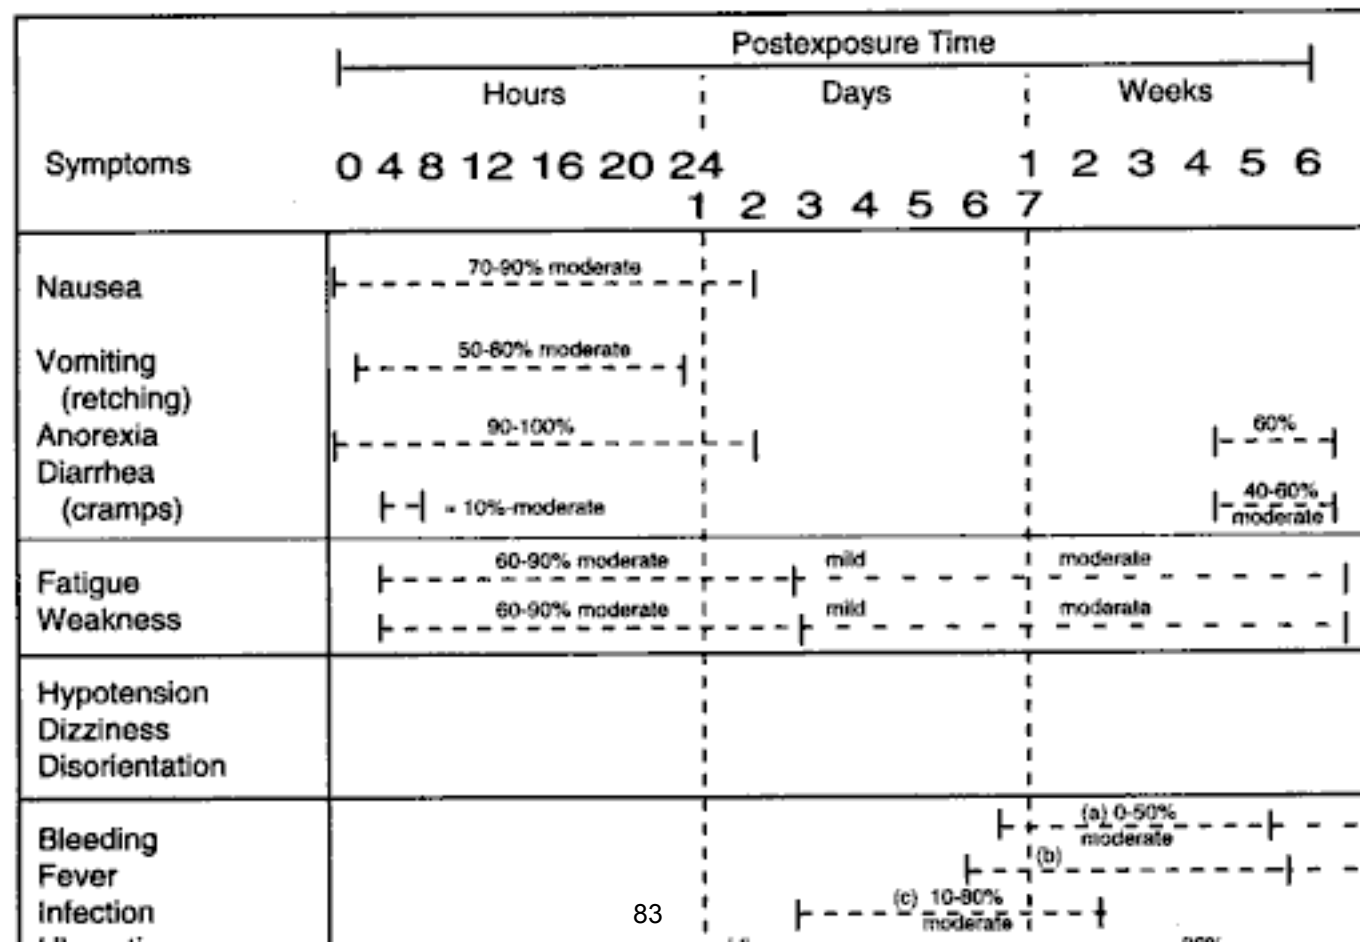 Postexposure Time
Hours Days Weeks
Symptoms 0 4 8 12 16 20 24 1 2 3 4 5 6
1 2 3 4 5 6 7
Nausea 70-90% moderate
Vomiting 50-80% moderate
(retching)
Anorexia 90-100% 60%
Diarrhea
(cramps) ≈ 10%-moderate 40-60%
moderate
Fatigue 60-90% moderate mild moderate
Weakness 60-90% moderate mild moderate
Hypotension
Dizziness
Disorientation
Bleeding (a) 0-50%
moderate
Fever (b)
Infection 83 (c) 10-80%
moderate